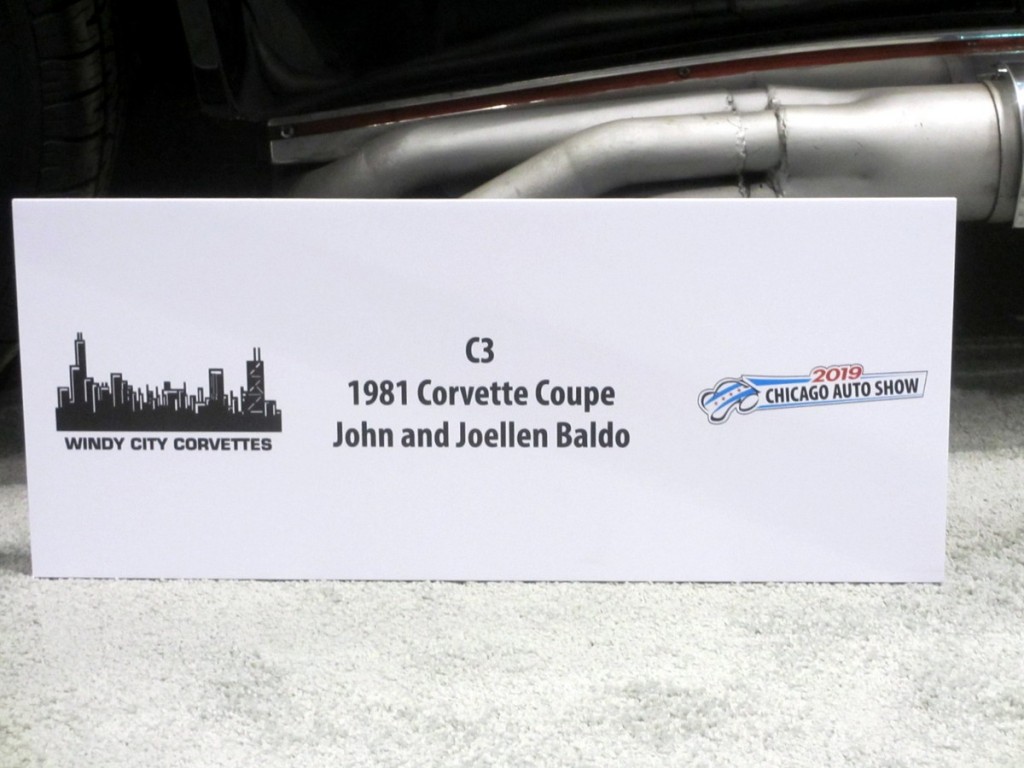 C3
1981 Corvette Coupe
John and Joellen Baldo
WINDY CITY CORVETTES
2019
CHICAGO AUTO SHOW